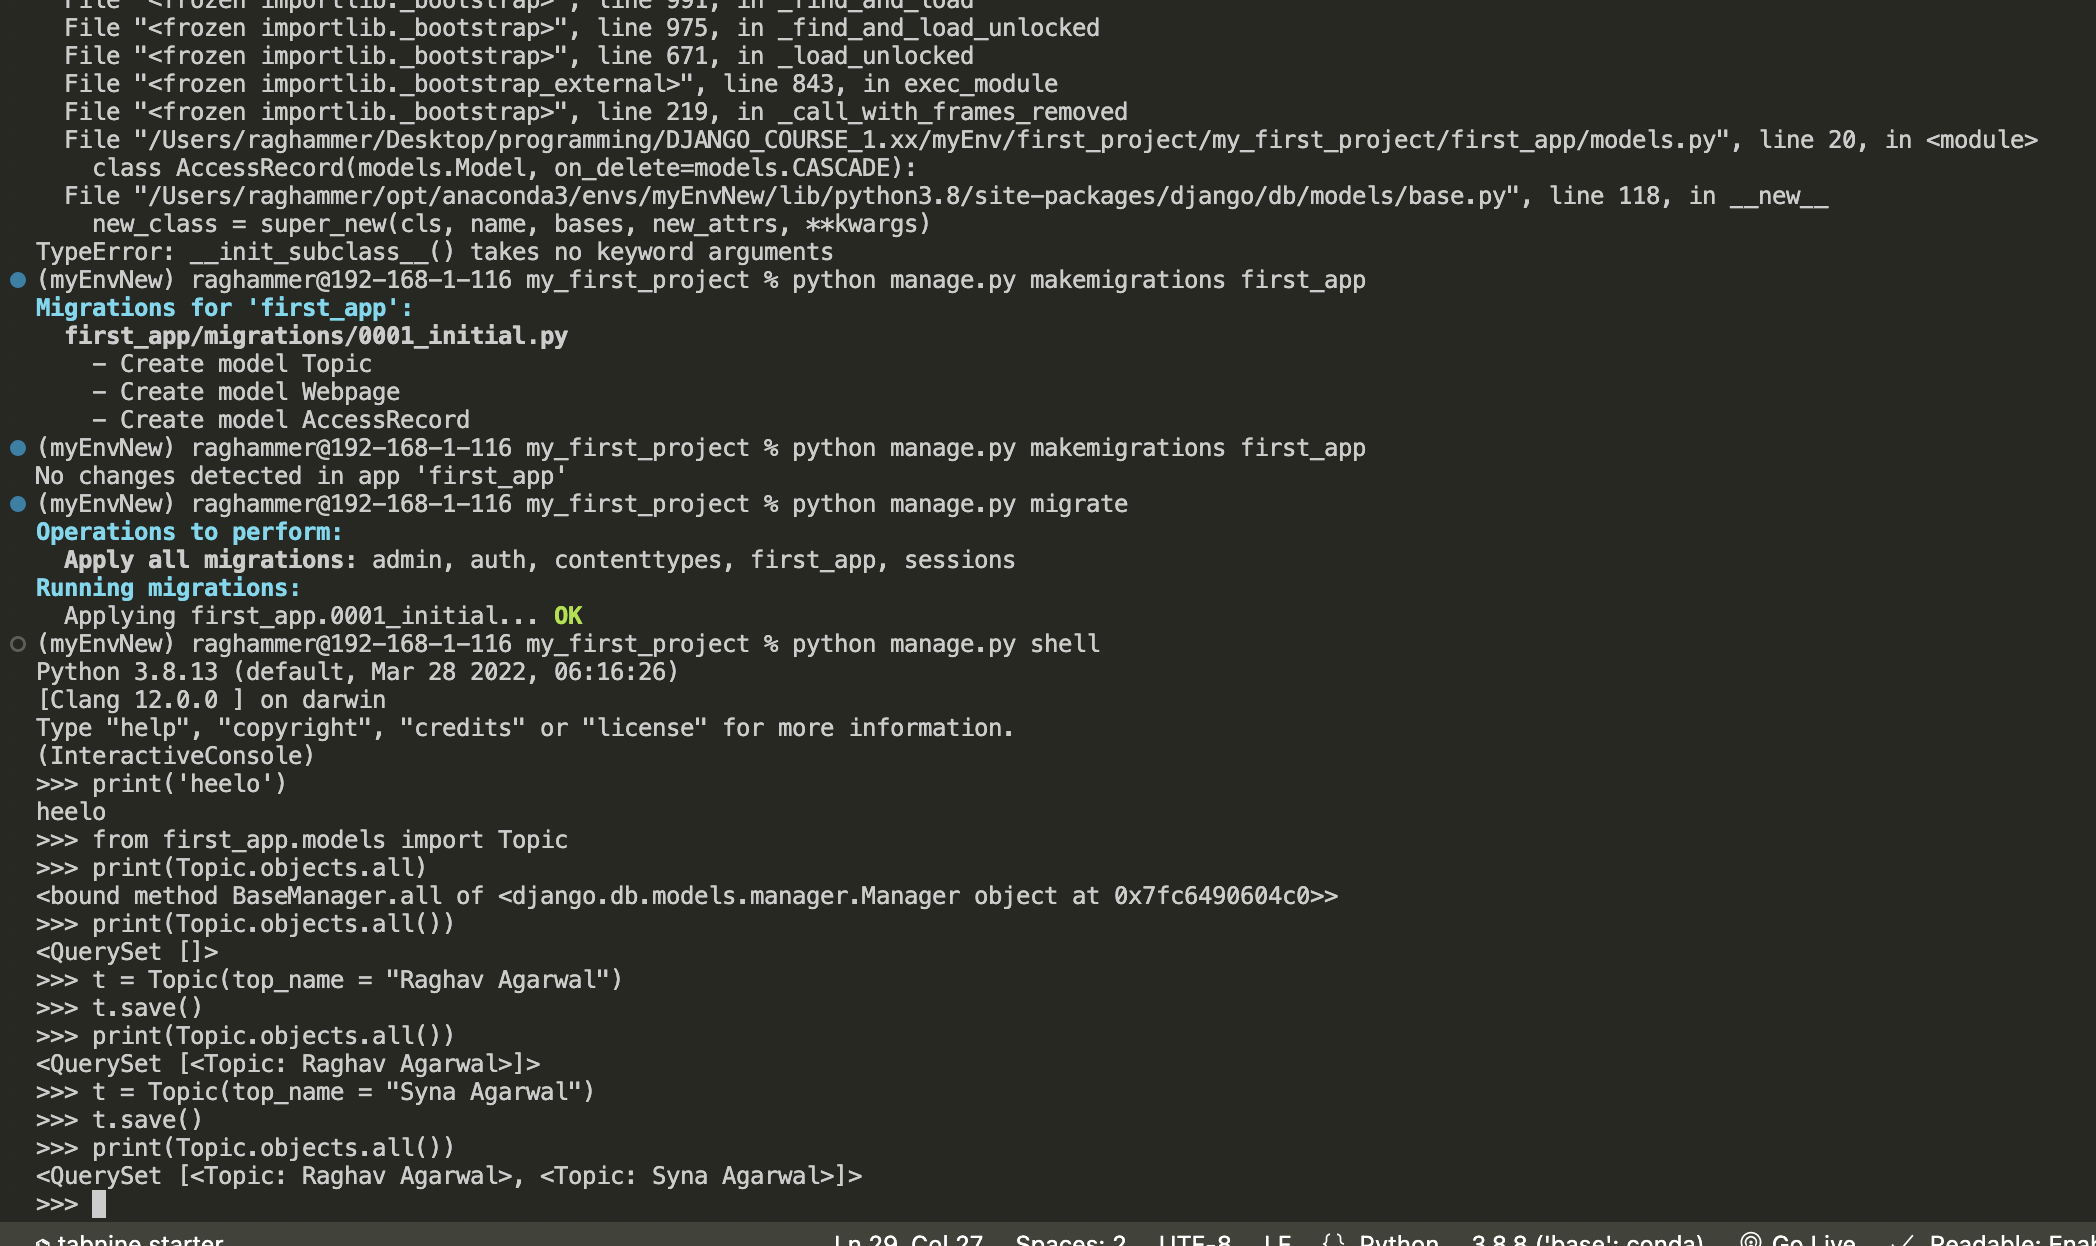 File "<frozen importlib._bootstrap>", line 991, in _find_and_load
File "<frozen importlib._bootstrap>", line 975, in _find_and_load_unlocked
File "<frozen importlib._bootstrap>", line 671, in _load_unlocked
File "<frozen importlib._bootstrap_external>", line 843, in exec_module
File "<frozen importlib._bootstrap>", line 219, in _call_with_frames_removed
File "/Users/raghammer/Desktop/programming/DJANGO_COURSE_1.xx/myEnv/first_project/my_first_project/first_app/models.py", line 20, in <module>
class AccessRecord(models.Model, on_delete=models.CASCADE):
File "/Users/raghammer/opt/anaconda3/envs/myEnvNew/lib/python3.8/site-packages/django/db/models/base.py", line 118, in __new__
new_class = super_new(cls, name, bases, new_attrs, **kwargs)
TypeError: __init_subclass__() takes no keyword arguments
(myEnvNew) raghammer@192-168-1-116 my_first_project % python manage.py makemigrations first_app
Migrations for 'first_app':
first_app/migrations/0001_initial.py
- Create model Topic
- Create model Webpage
- Create model AccessRecord
(myEnvNew) raghammer@192-168-1-116 my_first_project % python manage.py makemigrations first_app
No changes detected in app 'first_app'
(myEnvNew) raghammer@192-168-1-116 my_first_project % python manage.py migrate
Operations to perform:
Apply all migrations: admin, auth, contenttypes, first_app, sessions
Running migrations:
Applying first_app.0001_initial... OK
(myEnvNew) raghammer@192-168-1-116 my_first_project % python manage.py shell
Python 3.8.13 (default, Mar 28 2022, 06:16:26)
[Clang 12.0.0 ] on darwin
Type "help", "copyright", "credits" or "license" for more information.
(InteractiveConsole)
>>> print('heelo')
heelo
>>> from first_app.models import Topic
>>> print(Topic.objects.all)
<bound method BaseManager.all of <django.db.models.manager.Manager object at 0x7fc6490604c0>>
>>> print(Topic.objects.all())
<QuerySet []>
>>> t = Topic(top_name = "Raghav Agarwal")
>>> t.save()
>>> print(Topic.objects.all())
<QuerySet [<Topic: Raghav Agarwal>]>
>>> t = Topic(top_name = "Syna Agarwal")
>>> t.save()
>>> print(Topic.objects.all())
<QuerySet [<Topic: Raghav Agarwal>, <Topic: Syna Agarwal>]>
>>>
tabnine starter Ln 29, Col 27 Spaces: 2 UTF-8 LF {} Python 3.8.8 ('base': conda) Go Live Readable: Ena